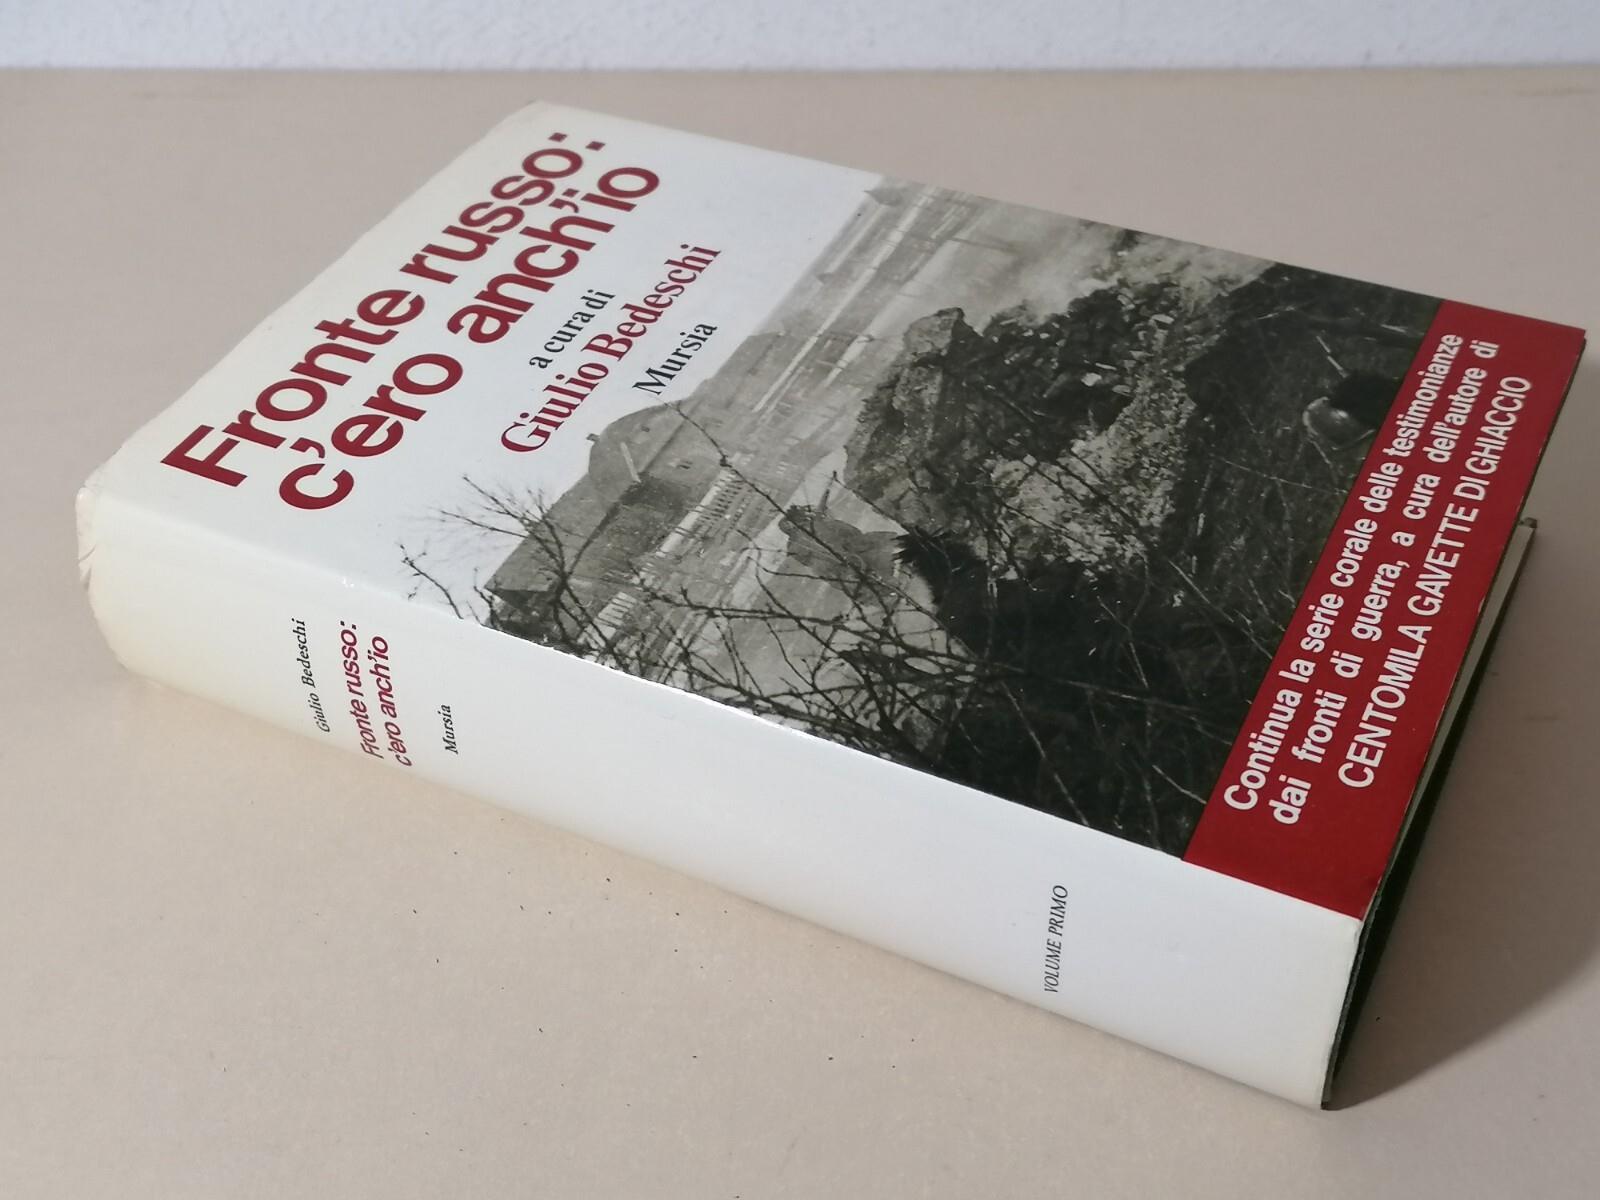 Fronte russo:
c'ero anch'io
a cura di
Giulio Bedeschi
Mursia
Continua la serie corale delle testimonianze
dai fronti di guerra, a cura dell'autore di
CENTOMILA GAVETTE DI GHIACCIO
Giulio Bedeschi
Fronte russo:
c'ero anch'io
Mursia
VOLUME PRIMO